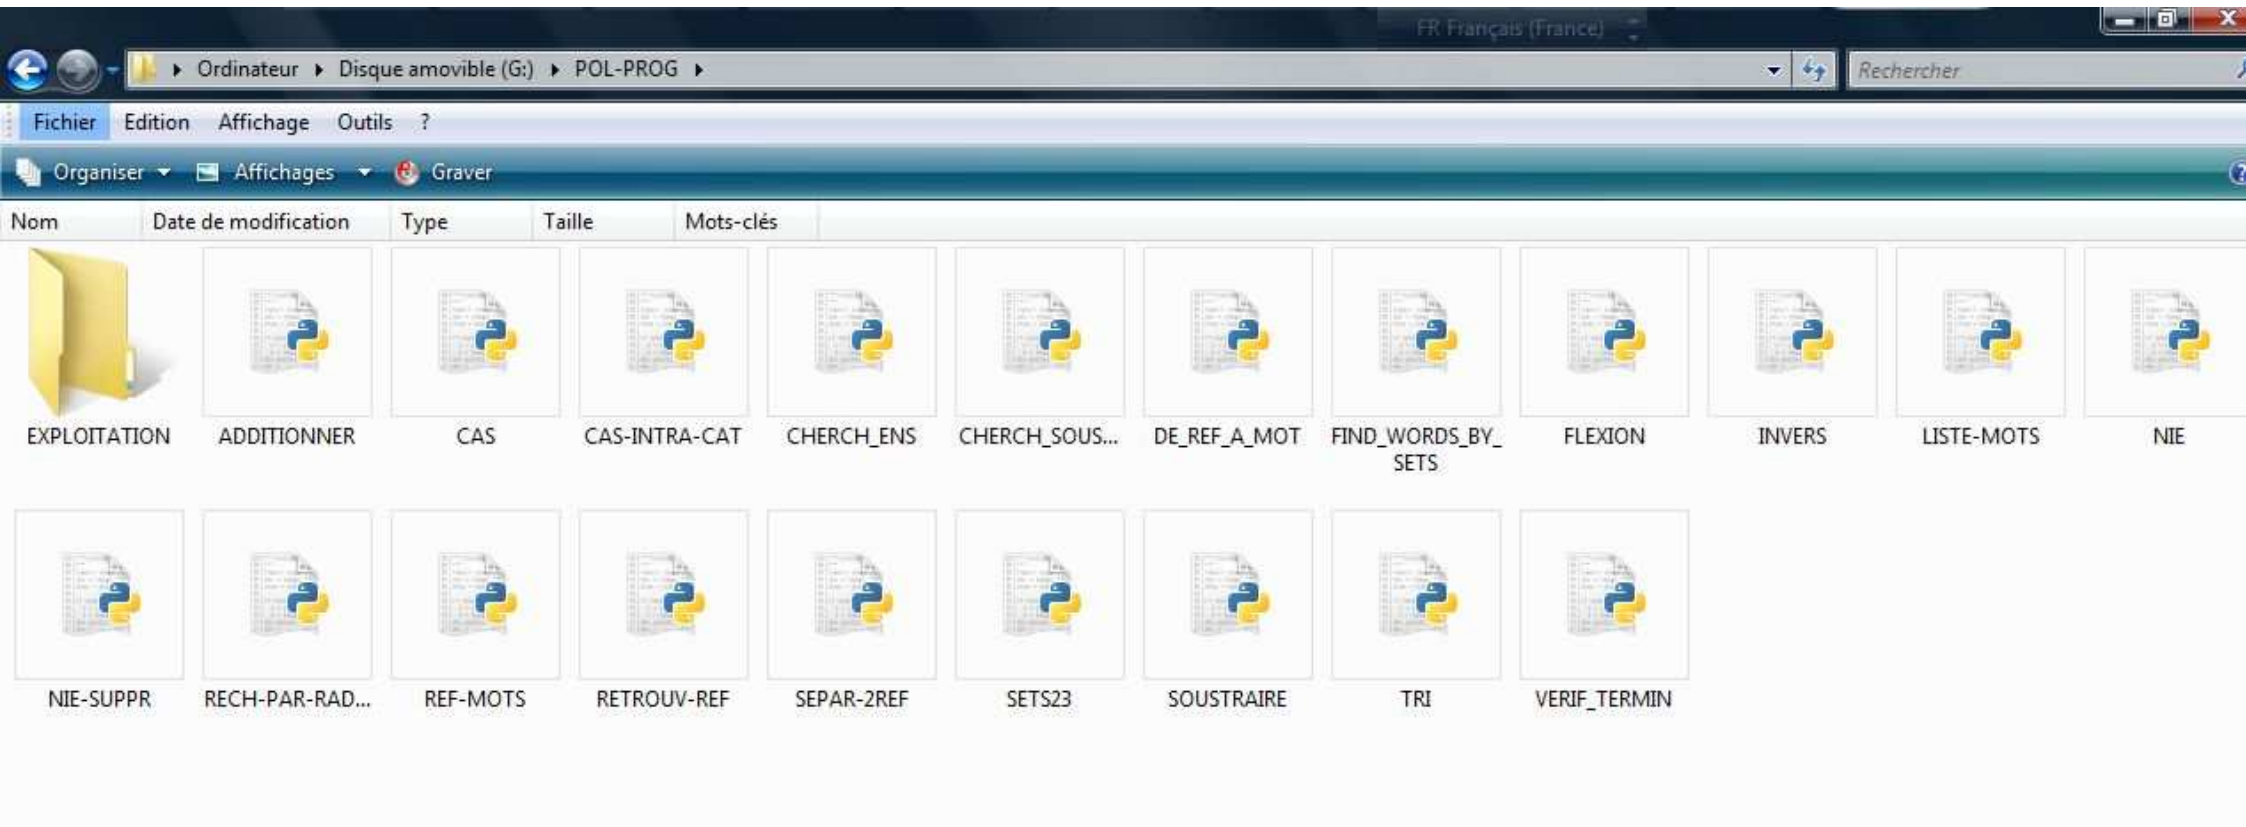 FR Français (France)
Ordinateur Disque amovible (G:) POL-PROG Rechercher
Fichier Edition Affichage Outils ?
Organiser Affichages Graver ?
Nom Date de modification Type Taille Mots-clés
EXPLOITATION ADDITIONNER CAS CAS-INTRA-CAT CHERCH_ENS CHERCH_SOUS... DE_REF_A_MOT FIND_WORDS_BY_ FLEXION INVERS LISTE-MOTS NIE
SETS
NIE-SUPPR RECH-PAR-RAD... REF-MOTS RETROUV-REF SEPAR-2REF SETS23 SOUSTRAIRE TRI VERIF_TERMIN